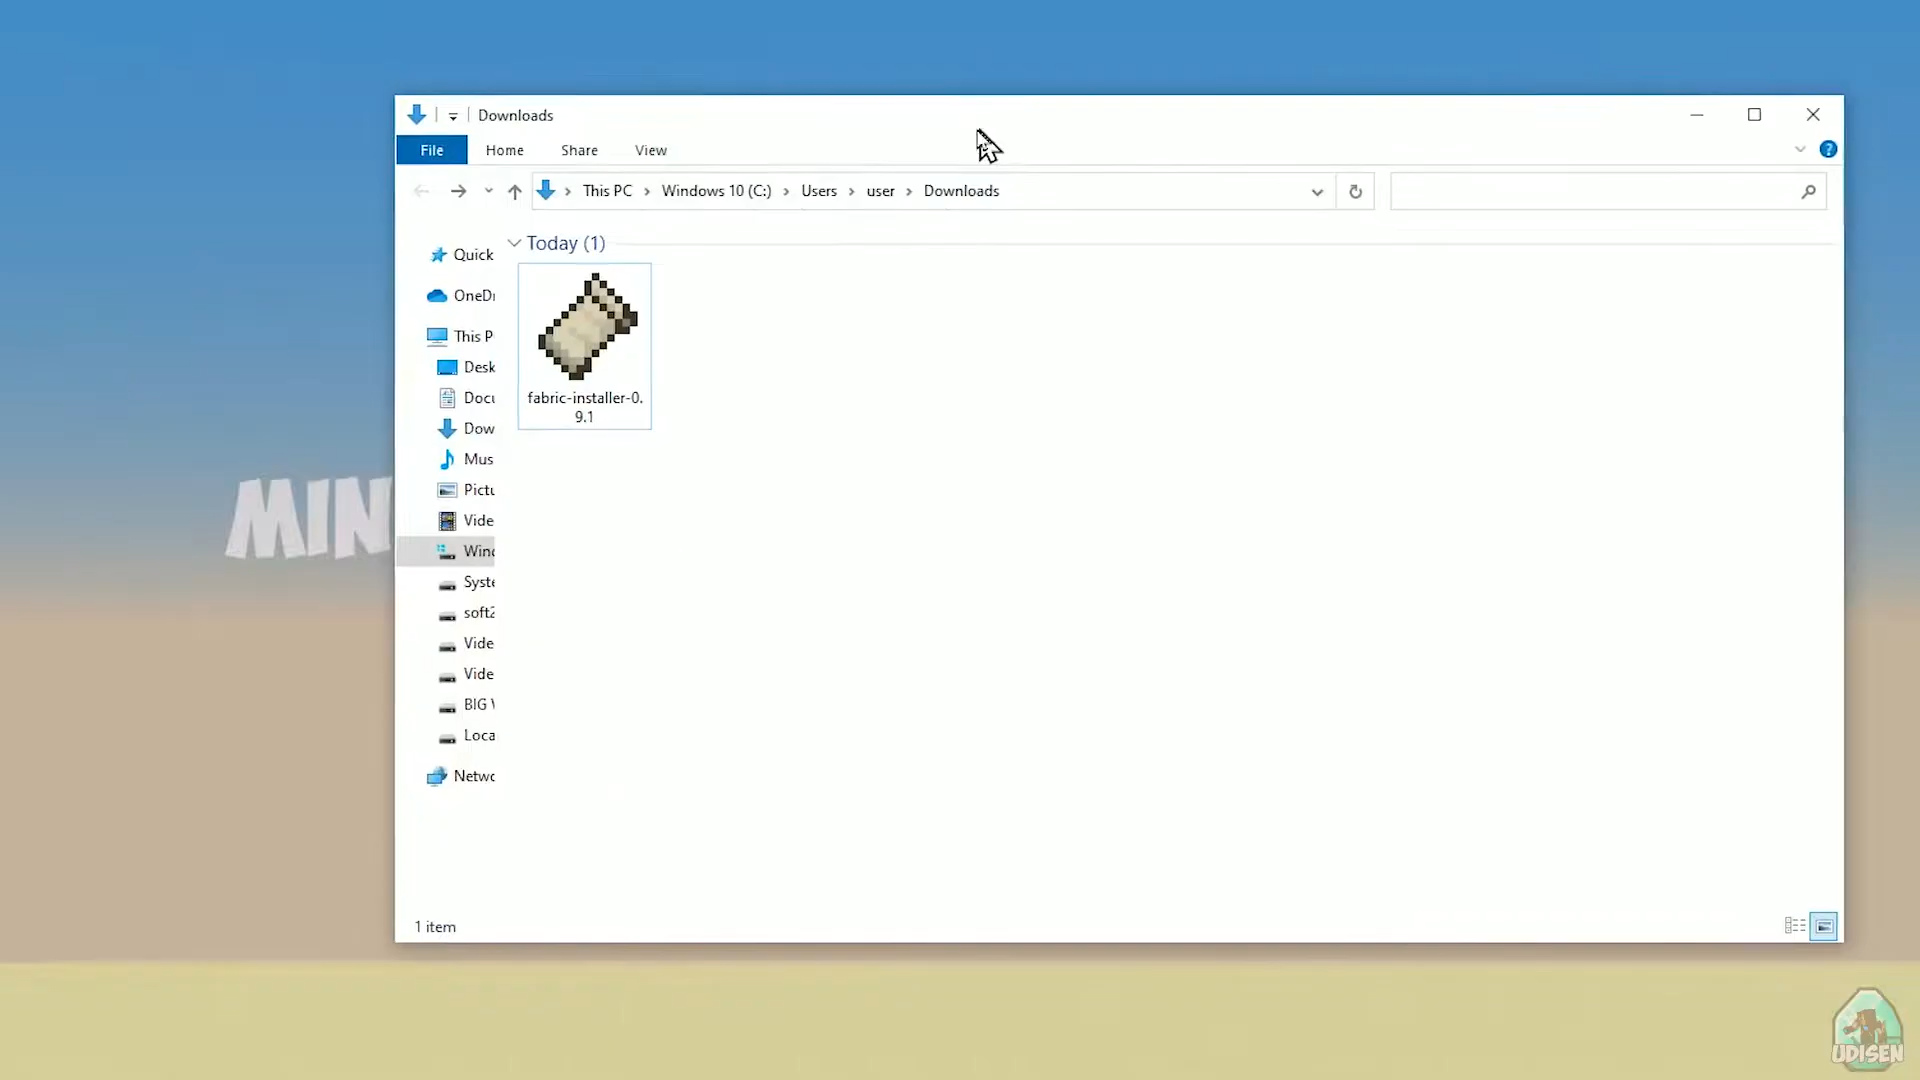 Downloads
File Home Share View
This PC Windows 10 (C:) Users user Downloads
Today (1)
Quick
OneDr
This P
Desk
Docu
Dow
Mus
Pictu
Vide
Wind
Syste
soft2
Vide
Vide
BIG V
Loca
Netwo
fabric-installer-0.
9.1
MIN
1 item
UDISEN